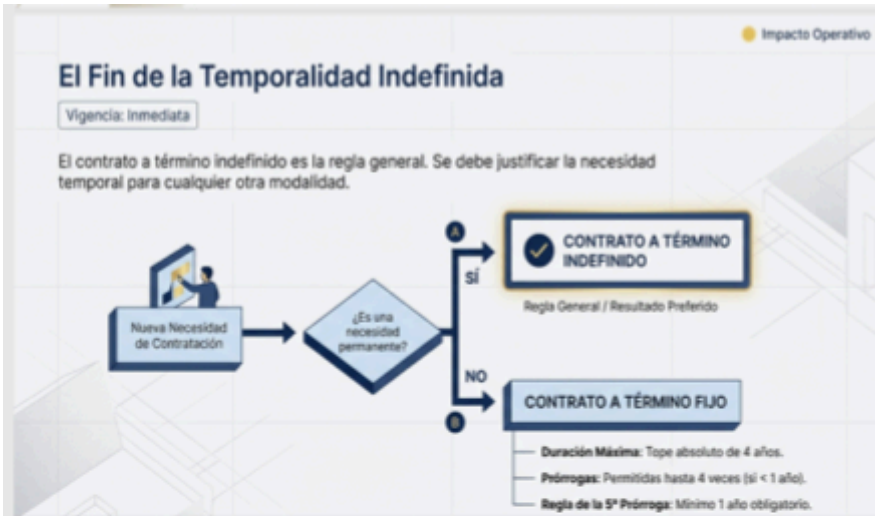 Impacto Operativo
El Fin de la Temporalidad Indefinida
Vigencia: Inmediata
El contrato a término indefinido es la regla general. Se debe justificar la necesidad
temporal para cualquier otra modalidad.
Nueva Necesidad
de Contratación
¿Es una
necesidad
permanente?
A
SÍ
CONTRATO A TÉRMINO
INDEFINIDO
Regla General / Resultado Preferido
NO
B
CONTRATO A TÉRMINO FIJO
Duración Máxima: Tope absoluto de 4 años.
Prórrogas: Permitidas hasta 4 veces (si < 1 año).
Regla de la 5ª Prórroga: Mínimo 1 año obligatorio.